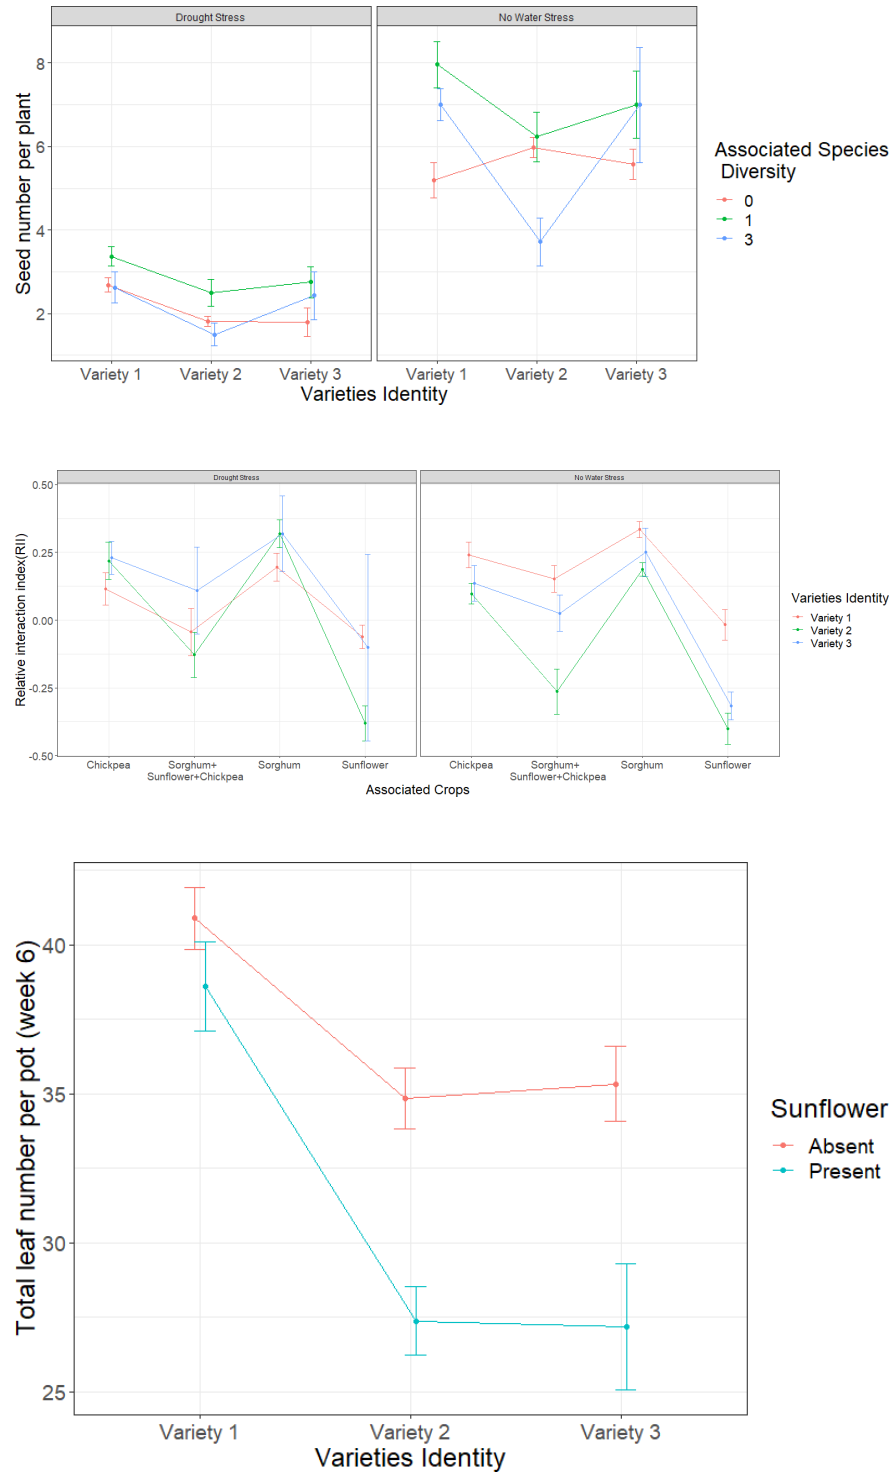 Drought Stress
No Water Stress
Seed number per plant
8
6
4
2
Variety 1
Variety 2
Variety 3
Variety 1
Variety 2
Variety 3
Varieties Identity
Associated Species
Diversity
0
1
3
Drought Stress
No Water Stress
Relative interaction index(RII)
0.50
0.25
0.00
-0.25
-0.50
Chickpea
Sorghum+
Sunflower+Chickpea
Sorghum
Sunflower
Chickpea
Sorghum+
Sunflower+Chickpea
Sorghum
Sunflower
Associated Crops
Varieties Identity
Variety 1
Variety 2
Variety 3
Total leaf number per pot (week 6)
40
35
30
25
Variety 1
Variety 2
Variety 3
Varieties Identity
Sunflower
Absent
Present